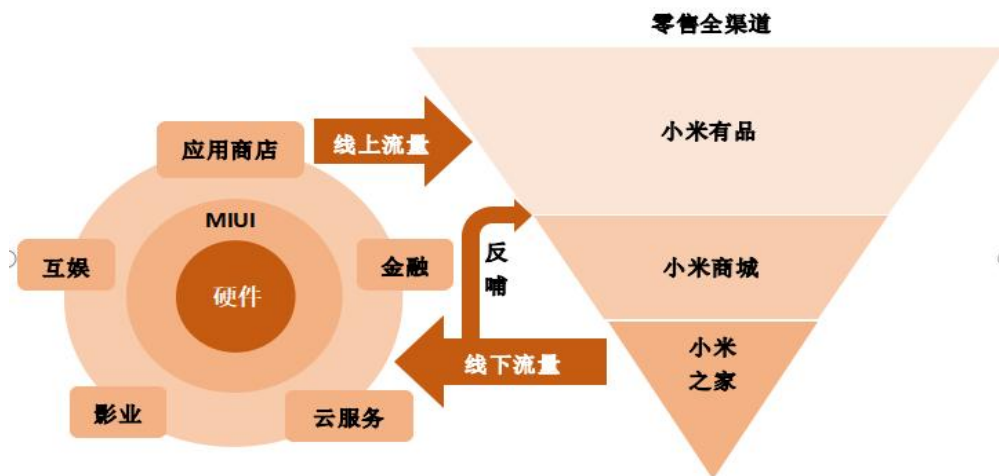 零售全渠道
小米有品
应用商店
线上流量
MIUI
互娱
金融
反
哺
小米商城
硬件
小米
之家
线下流量
影业
云服务